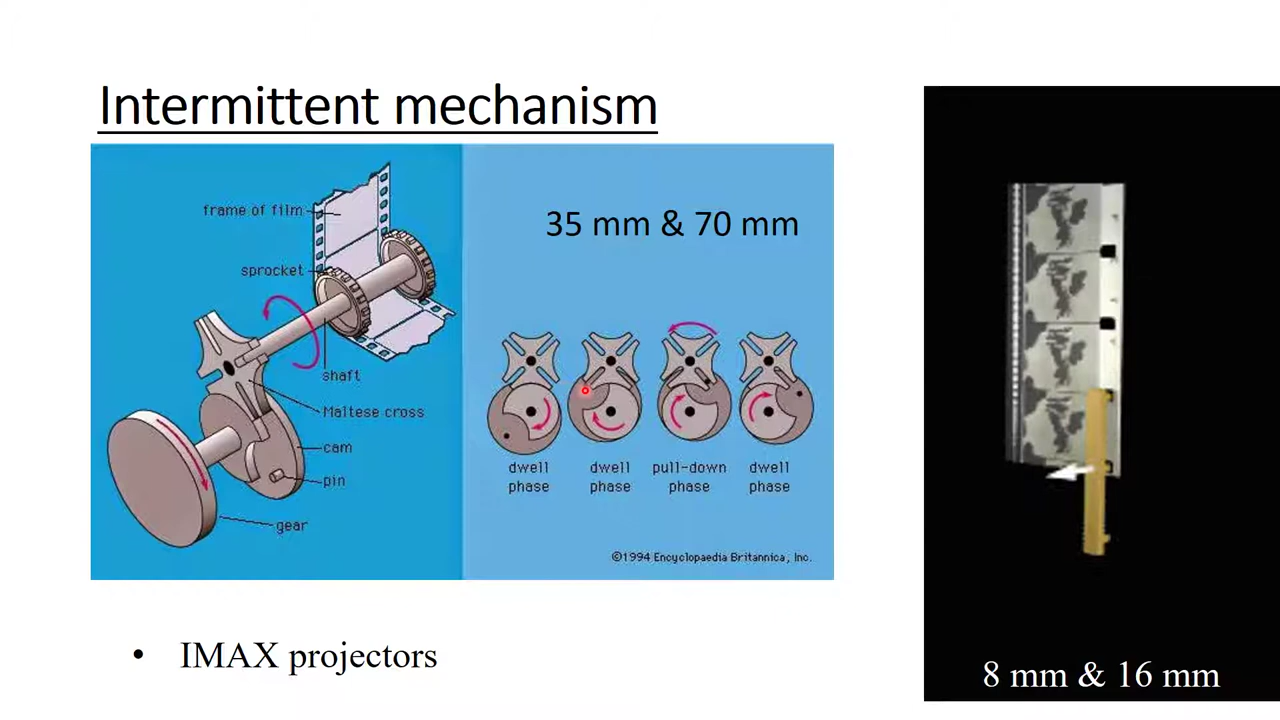 Intermittent mechanism
frame of film
sprocket
shaft
Maltese cross
cam
pin
gear
35 mm & 70 mm
dwell phase
dwell phase
pull-down phase
dwell phase
©1994 Encyclopaedia Britannica, Inc.
• IMAX projectors
8 mm & 16 mm